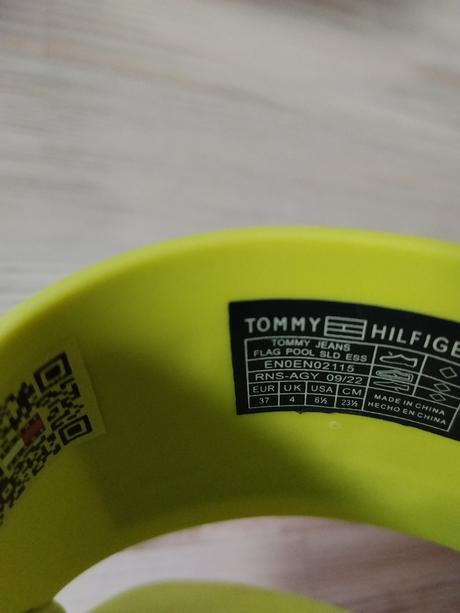 TOMMY HILFIGE
TOMMY JEANS
FLAG POOL SLD ESS
EN0EN02115
RNS-AGY 09/22
EUR UK USA CM
37 4 6½ 23½
MADE IN CHINA
HECHO EN CHINA